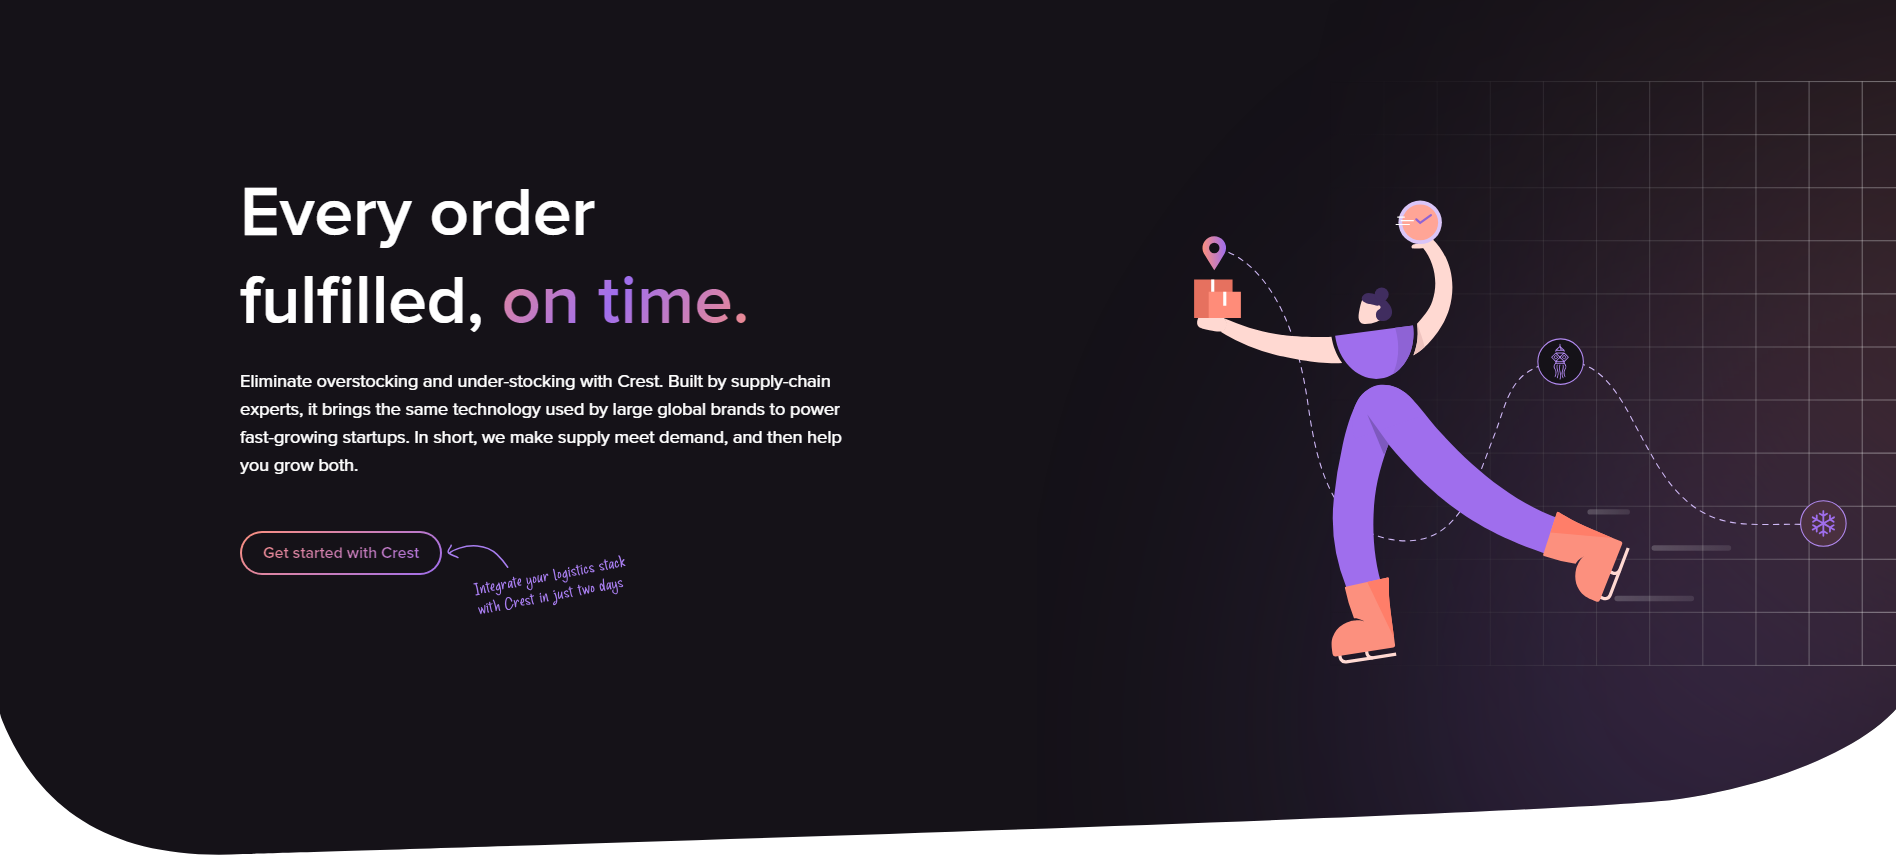 Every order
fulfilled, on time.
Eliminate overstocking and under-stocking with Crest. Built by supply-chain
experts, it brings the same technology used by large global brands to power
fast-growing startups. In short, we make supply meet demand, and then help
you grow both.
Get started with Crest
Integrate your logistics stack
with Crest in just two days